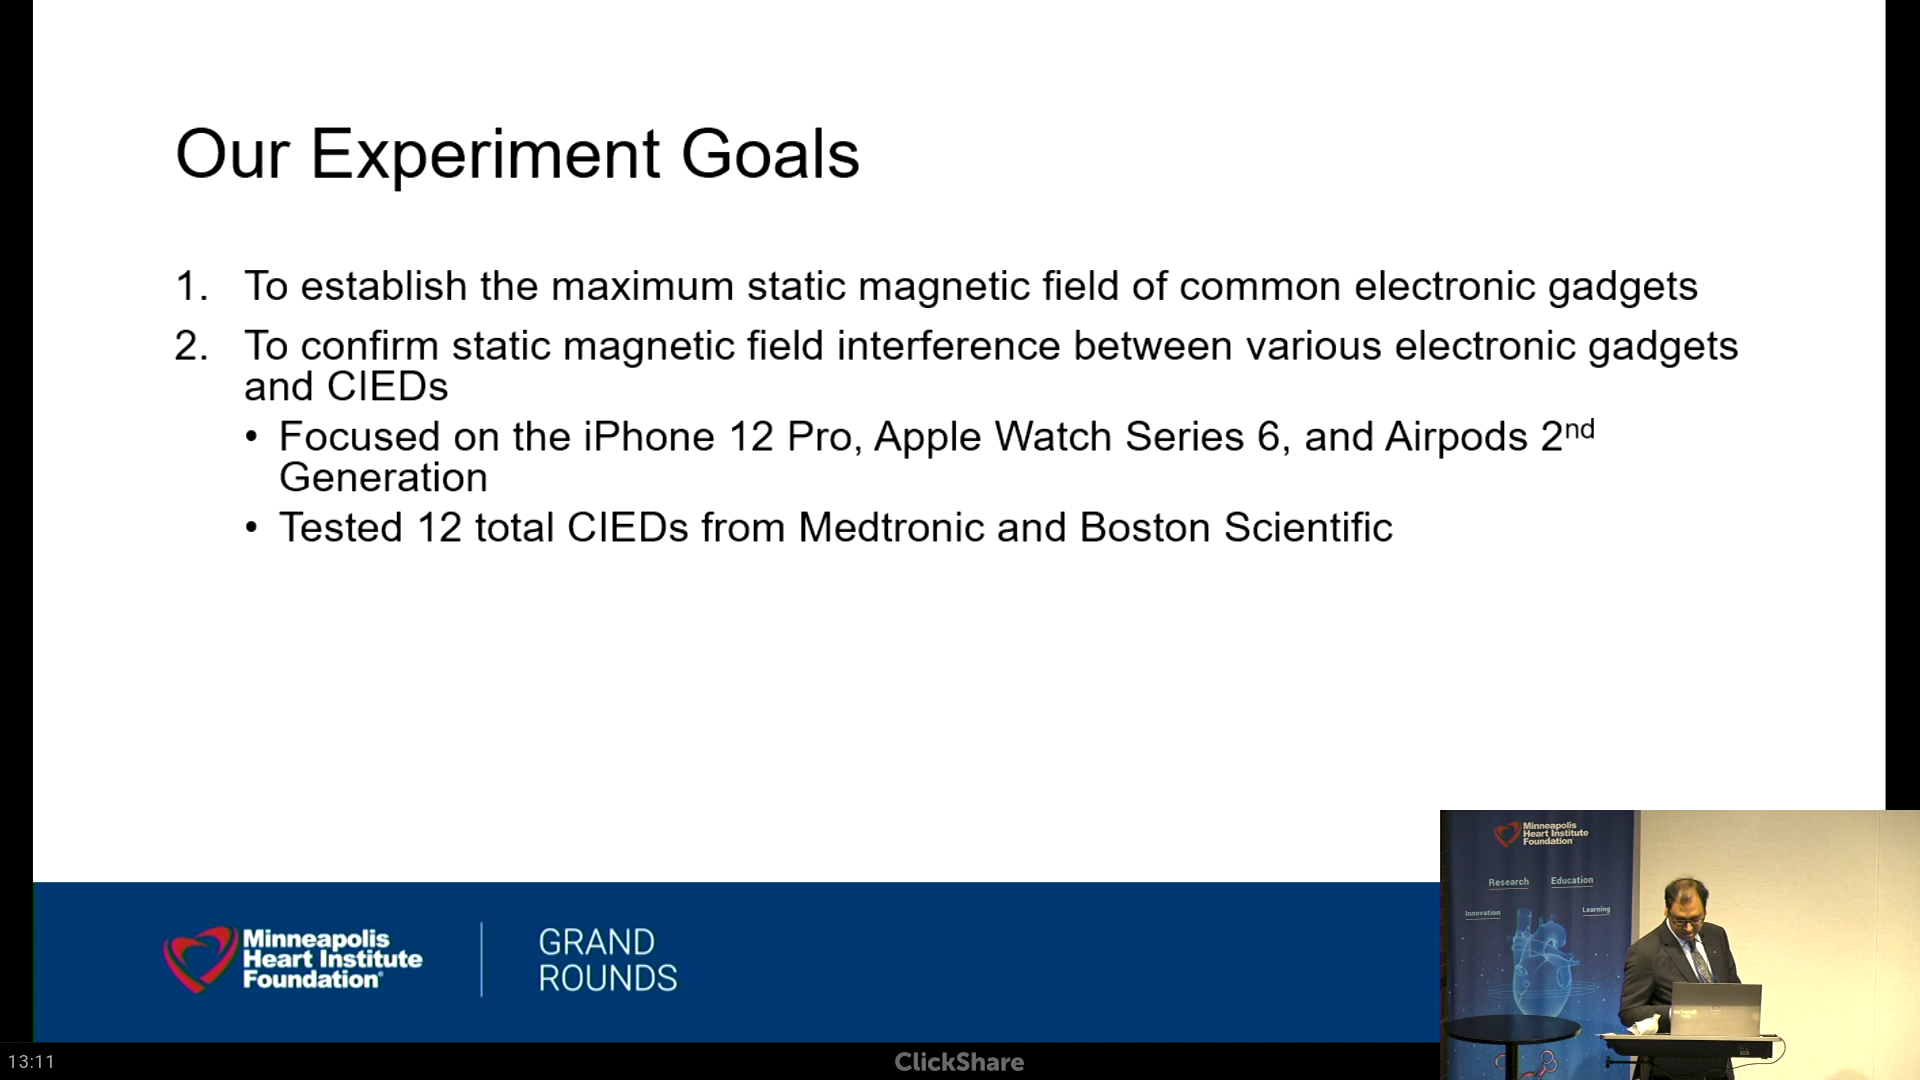 Our Experiment Goals
1. To establish the maximum static magnetic field of common electronic gadgets
2. To confirm static magnetic field interference between various electronic gadgets
and CIEDs
• Focused on the iPhone 12 Pro, Apple Watch Series 6, and Airpods 2nd
Generation
• Tested 12 total CIEDs from Medtronic and Boston Scientific
Minneapolis
Heart Institute
Foundation
Research Education
Innovation Learning
Minneapolis
Heart Institute
Foundation®
GRAND
ROUNDS
13:11
ClickShare